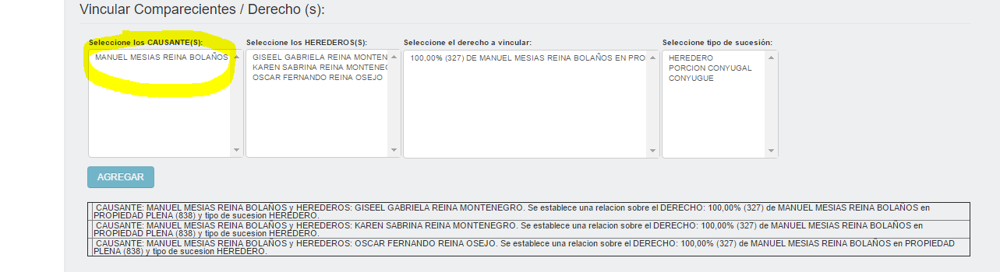 Vincular Comparecientes / Derecho (s):
Seleccione los CAUSANTE(S):
MANUEL MESIAS REINA BOLAÑOS
Seleccione los HEREDEROS(S):
GISEEL GABRIELA REINA MONTEN
KAREN SABRINA REINA MONTENEG
OSCAR FERNANDO REINA OSEJO
Seleccione el derecho a vincular:
100,00% (327) DE MANUEL MESIAS REINA BOLAÑOS EN PRO
Seleccione tipo de sucesión:
HEREDERO
PORCION CONYUGAL
CONYUGUE
AGREGAR
CAUSANTE: MANUEL MESIAS REINA BOLAÑOS y HEREDEROS: GISEEL GABRIELA REINA MONTENEGRO. Se establece una relacion sobre el DERECHO: 100,00% (327) de MANUEL MESIAS REINA BOLAÑOS en
PROPIEDAD PLENA (838) y tipo de sucesion HEREDERO.
CAUSANTE: MANUEL MESIAS REINA BOLAÑOS y HEREDEROS: KAREN SABRINA REINA MONTENEGRO. Se establece una relacion sobre el DERECHO: 100,00% (327) de MANUEL MESIAS REINA BOLAÑOS en
PROPIEDAD PLENA (838) y tipo de sucesion HEREDERO.
CAUSANTE: MANUEL MESIAS REINA BOLAÑOS y HEREDEROS: OSCAR FERNANDO REINA OSEJO. Se establece una relacion sobre el DERECHO: 100,00% (327) de MANUEL MESIAS REINA BOLAÑOS en PROPIEDAD
PLENA (838) y tipo de sucesion HEREDERO.